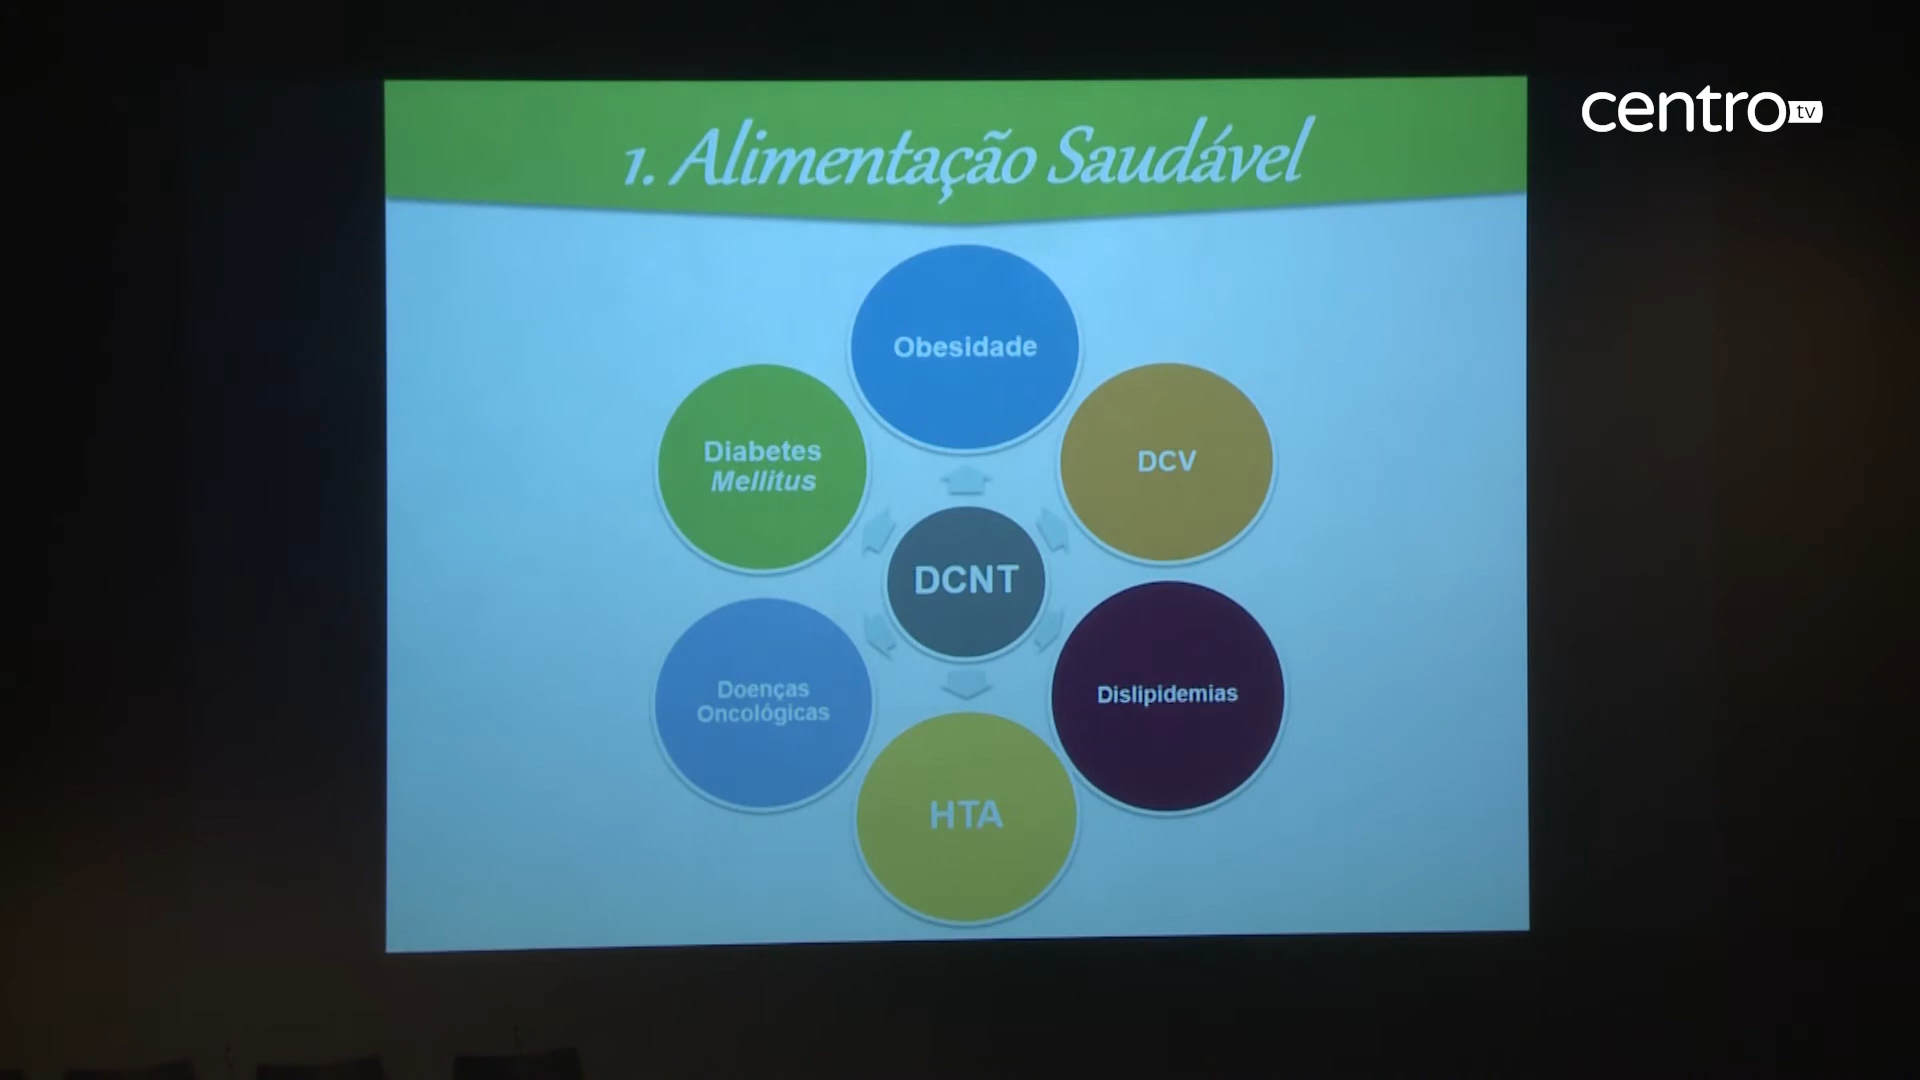 centro tv
1. Alimentação Saudável
Obesidade
Diabetes
Mellitus
DCV
DCNT
Doenças
Oncológicas
Dislipidemias
HTA